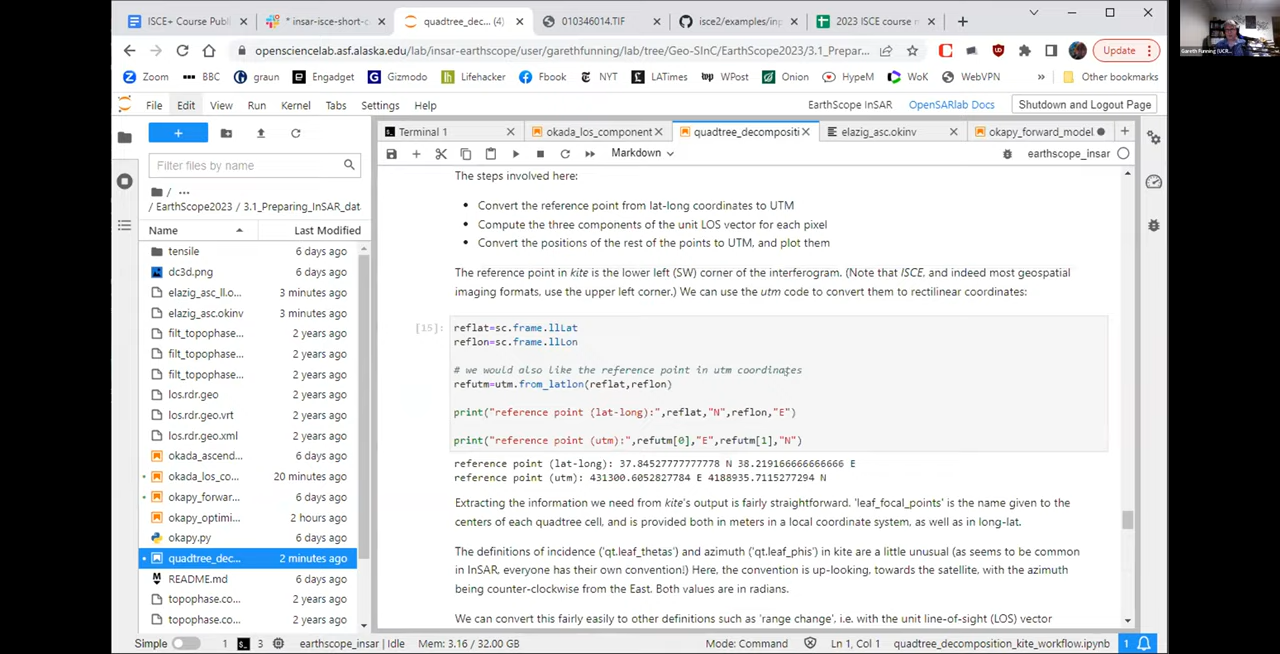 ISCE+ Course Publ
* insar-isce-short-c
quadtree_dec... (4)
010346014.TIF
isce2/examples/inp
2023 ISCE course r
opensciencelab.asf.alaska.edu/lab/insar-earthscope/user/garethfunning/lab/tree/Geo-SInC/EarthScope2023/3.1_Prepar...
Update
Zoom
BBC
graun
Engadget
Gizmodo
Lifehacker
Fbook
NYT
LATimes
WPost
Onion
HypeM
WoK
WebVPN
»
Other bookmarks
Gareth Funning (UCR...
File Edit View Run Kernel Tabs Settings Help
EarthScope InSAR
OpenSARlab Docs
Shutdown and Logout Page
Filter files by name
/ ...
/ EarthScope2023 / 3.1_Preparing_InSAR_dat
Name Last Modified
tensile 6 days ago
dc3d.png 6 days ago
elazig_asc_ll.o... 3 minutes ago
elazig_asc.okinv 3 minutes ago
filt_topophase... 2 years ago
filt_topophase... 2 years ago
filt_topophase... 2 years ago
los.rdr.geo 2 years ago
los.rdr.geo.vrt 2 years ago
los.rdr.geo.xml 2 years ago
okada_ascend... 6 days ago
okada_los_co... 20 minutes ago
okapy_forwar... 6 days ago
okapy_optimi... 2 hours ago
okapy.py 6 days ago
quadtree_dec... 2 minutes ago
README.md 6 days ago
topophase.co... 2 years ago
topophase.co... 2 years ago
Terminal 1
okada_los_component
quadtree_decompositi
elazig_asc.okinv
okapy_forward_model
Markdown
earthscope_insar
The steps involved here:
• Convert the reference point from lat-long coordinates to UTM
• Compute the three components of the unit LOS vector for each pixel
• Convert the positions of the rest of the points to UTM, and plot them
The reference point in kite is the lower left (SW) corner of the interferogram. (Note that ISCE, and indeed most geospatial
imaging formats, use the upper left corner.) We can use the utm code to convert them to rectilinear coordinates:
[15]:
reflat=sc.frame.llLat
reflon=sc.frame.llLon
# we would also like the reference point in utm coordinates
refutm=utm.from_latlon(reflat,reflon)
print("reference point (lat-long):",reflat,"N",reflon,"E")
print("reference point (utm):",refutm[0],"E",refutm[1],"N")
reference point (lat-long): 37.84527777777778 N 38.219166666666666 E
reference point (utm): 431300.6052827784 E 4188935.7115277294 N
Extracting the information we need from kite's output is fairly straightforward. 'leaf_focal_points' is the name given to the
centers of each quadtree cell, and is provided both in meters in a local coordinate system, as well as in long-lat.
The definitions of incidence ('qt.leaf_thetas') and azimuth ('qt.leaf_phis') in kite are a little unusual (as seems to be common
in InSAR, everyone has their own convention!) Here, the convention is up-looking, towards the satellite, with the azimuth
being counter-clockwise from the East. Both values are in radians.
We can convert this fairly easily to other definitions such as 'range change', i.e. with the unit line-of-sight (LOS) vector
Simple 1 3 earthscope_insar | Idle Mem: 3.16 / 32.00 GB Mode: Command Ln 1, Col 1 quadtree_decomposition_kite_workflow.ipynb 1